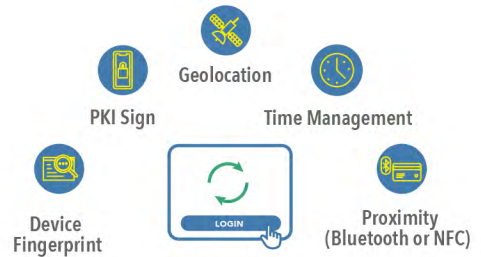 Geolocation
PKI Sign
Time Management
Device
Fingerprint
LOGIN
Proximity
(Bluetooth or NFC)